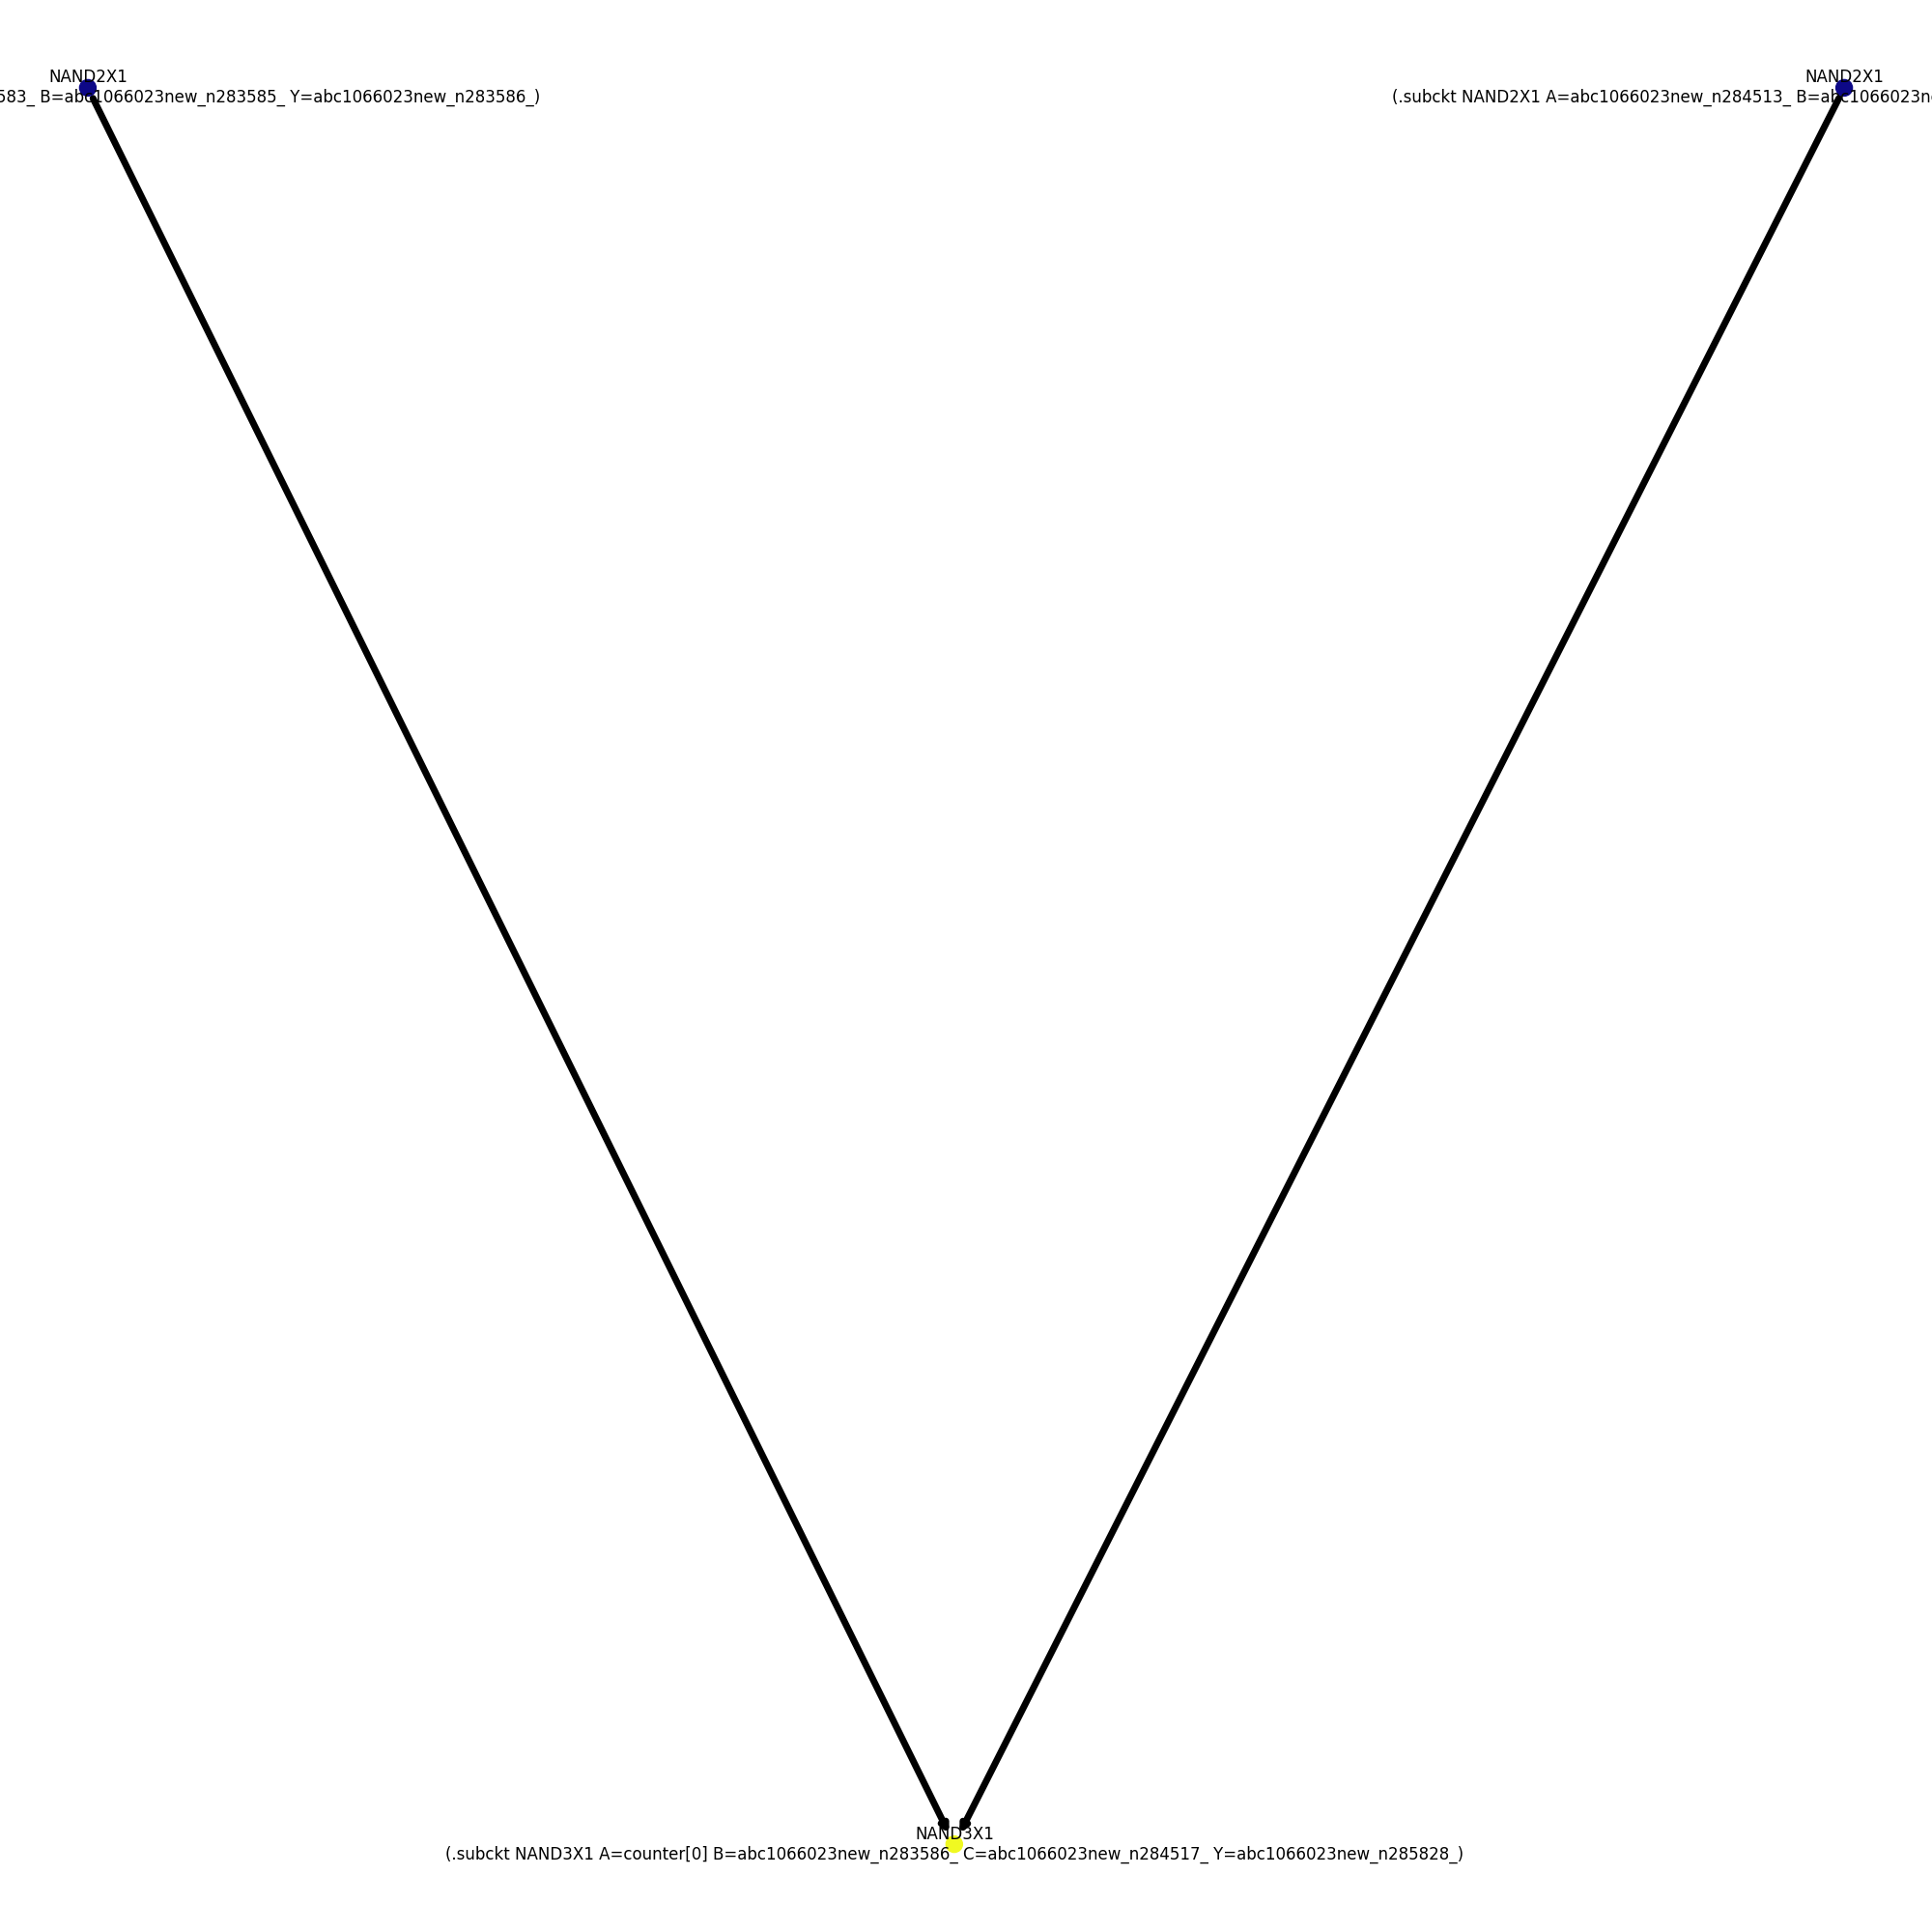 NAND2X1
583_ B=abc1066023new_n283585_ Y=abc1066023new_n283586_)
NAND2X1
(.subckt NAND2X1 A=abc1066023new_n284513_ B=abc1066023n
NAND3X1
(.subckt NAND3X1 A=counter[0] B=abc1066023new_n283586_ C=abc1066023new_n284517_ Y=abc1066023new_n285828_)